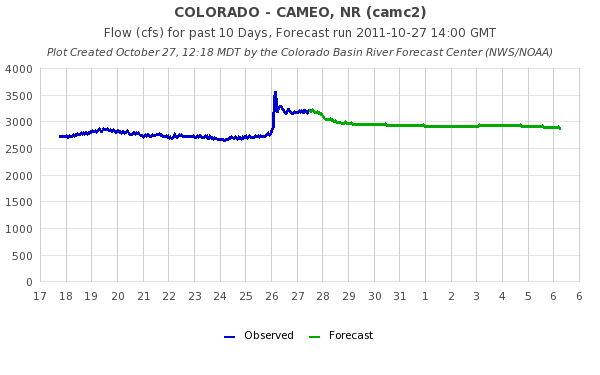 COLORADO - CAMEO, NR (camc2)
Flow (cfs) for past 10 Days, Forecast run 2011-10-27 14:00 GMT
Plot Created October 27, 12:18 MDT by the Colorado Basin River Forecast Center (NWS/NOAA)
4000
3500
3000
2500
2000
1500
1000
500
0
17 18 19 20 21 22 23 24 25 26 27 28 29 30 31 1 2 3 4 5 6 6
Observed Forecast